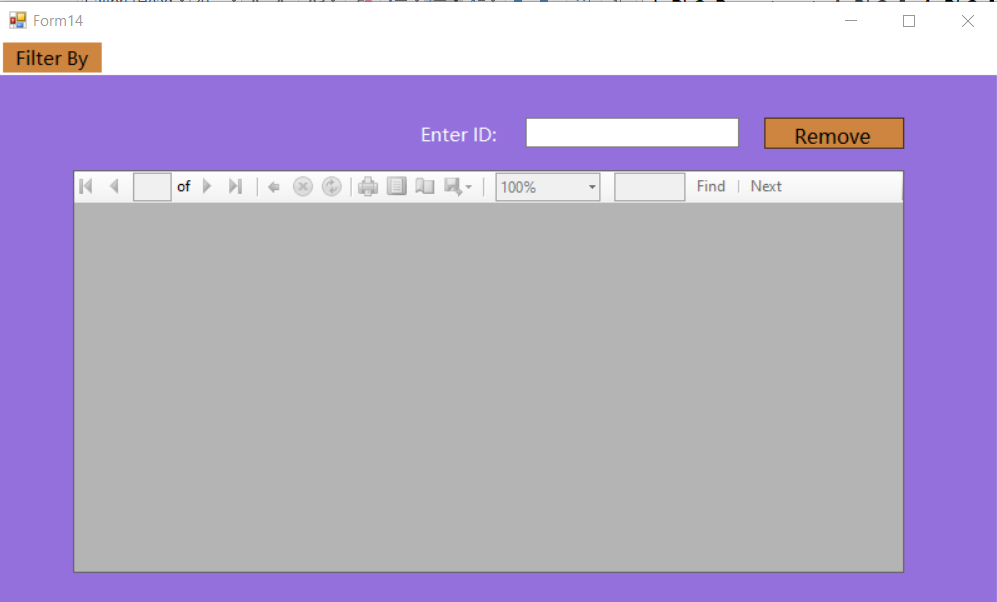 Form14
Filter By
Enter ID:
Remove
of 100% Find Next